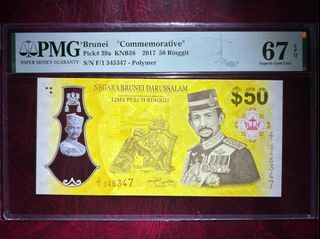 PMG
PAPER MONEY GUARANTY
Brunei "Commemorative"
Pick# 39a KNB38 2017 50 Ringgit
S/N F/1 345347 - Polymer
67 EPQ
Superb Gem Unc
NEGARA BRUNEI DARUSSALAM
LIMA PULUH RINGGIT
$50
F/1 345347
F/1 345347